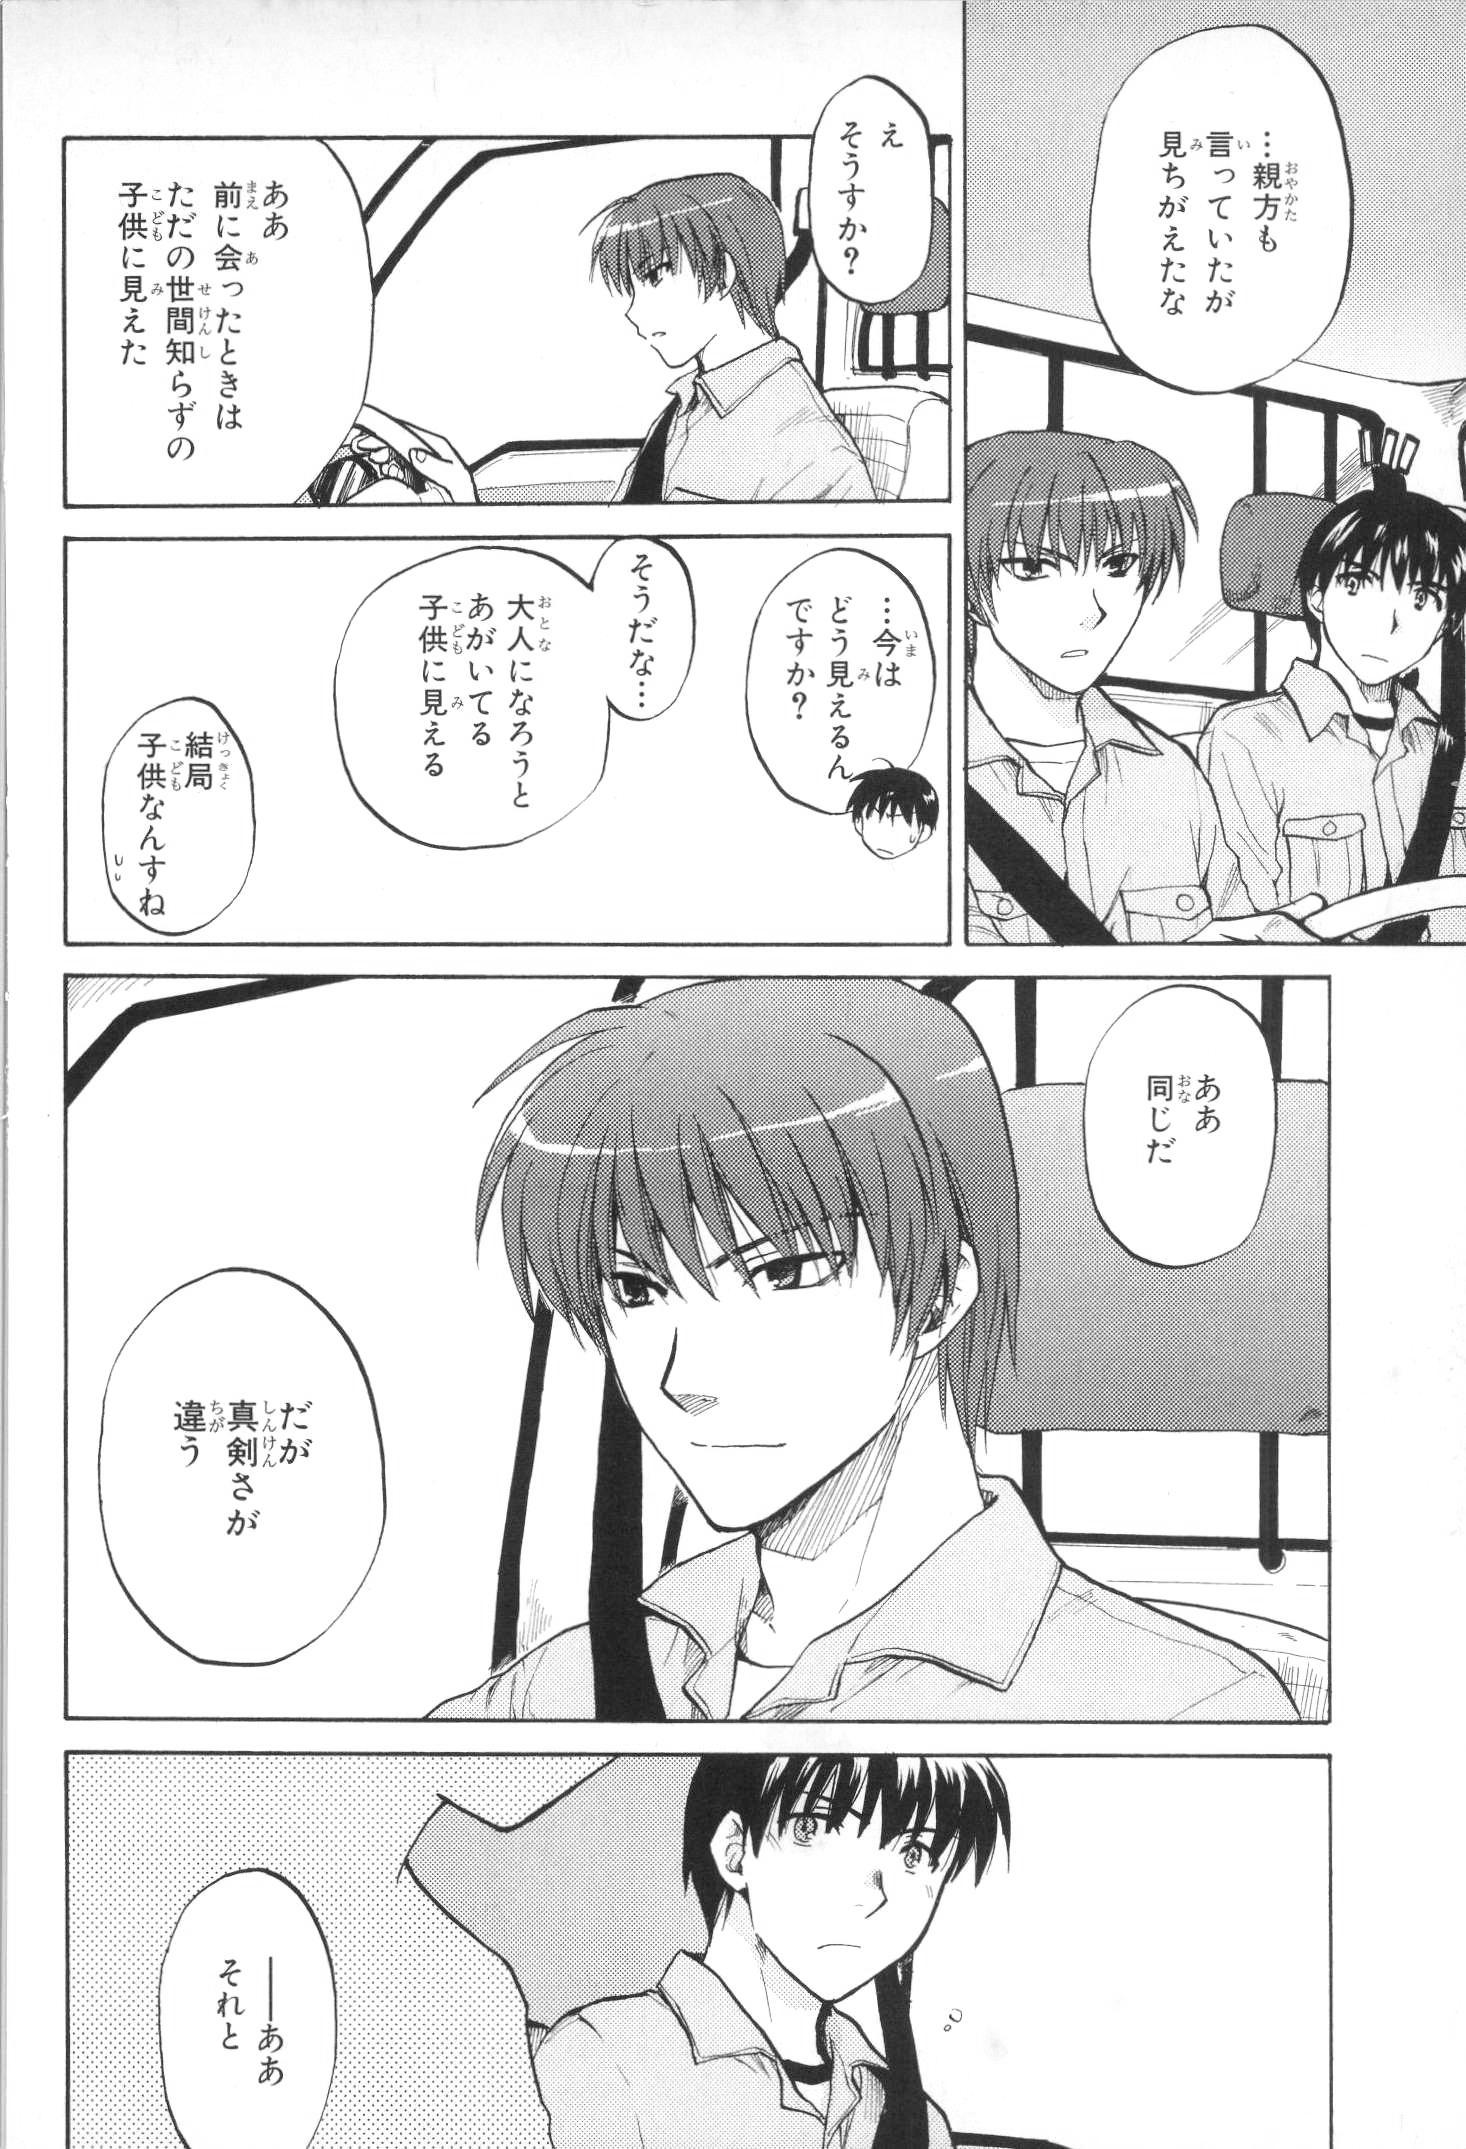 …親方も
言っていたが
見ちがえたな
え
そうすか？
ああ
前に会ったときは
ただの世間知らずの
子供に見えた
…今は
どう見えるん
ですか？
そうだな…
大人になろうと
あがいてる
子供に見える
結局
子供なんすね
ああ
同じだ
だが
真剣さが
違う
──ああ
それと